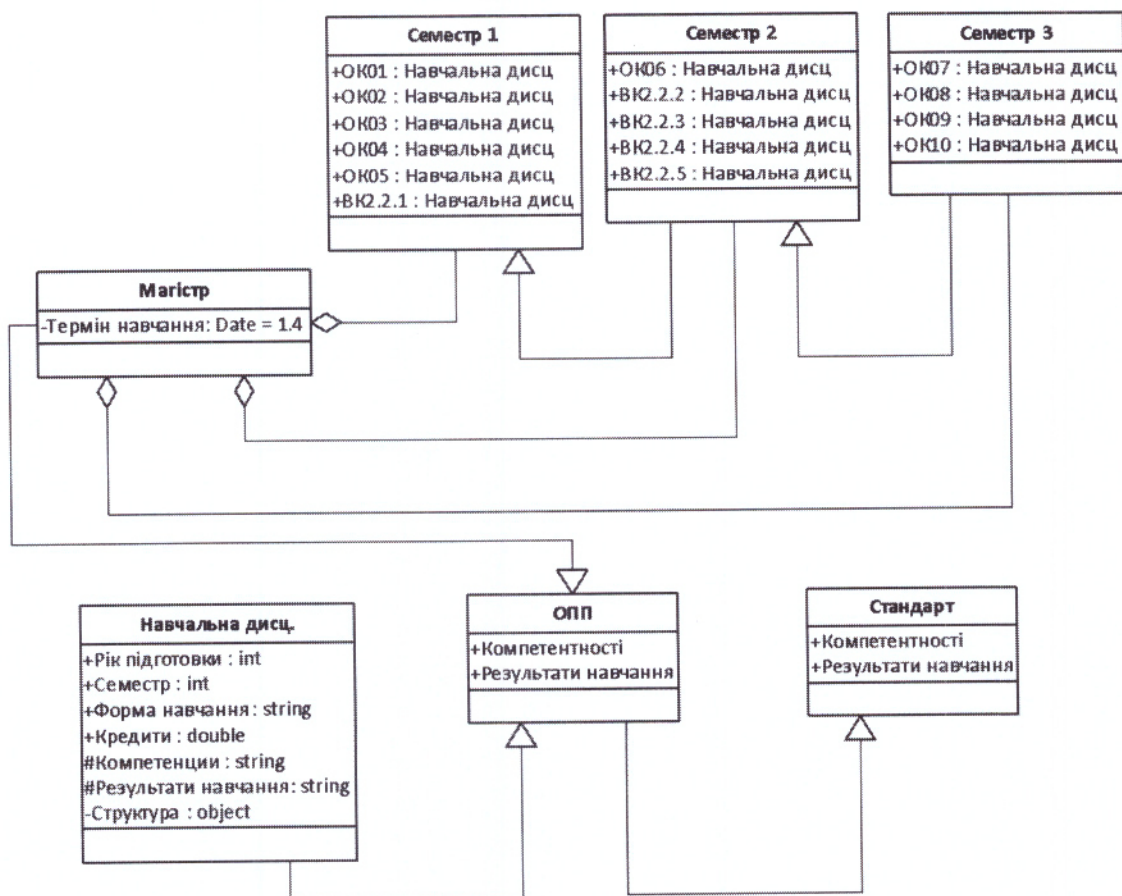 Семестр 1
+ОК01 : Навчальна дисц
+ОК02 : Навчальна дисц
+ОК03 : Навчальна дисц
+ОК04 : Навчальна дисц
+ОК05 : Навчальна дисц
+ВК2.2.1 : Навчальна дисц
Семестр 2
+ОК06 : Навчальна дисц
+ВК2.2.2 : Навчальна дисц
+ВК2.2.3 : Навчальна дисц
+ВК2.2.4 : Навчальна дисц
+ВК2.2.5 : Навчальна дисц
Семестр 3
+ОК07 : Навчальна дисц
+ОК08 : Навчальна дисц
+ОК09 : Навчальна дисц
+ОК10 : Навчальна дисц
Магістр
-Термін навчання: Date = 1.4
Навчальна дисц.
+Рік підготовки : int
+Семестр : int
+Форма навчання : string
+Кредити : double
#Компетенции : string
#Результати навчання: string
-Структура : object
ОПП
+Компетентності
+Результати навчання
Стандарт
+Компетентності
+Результати навчання